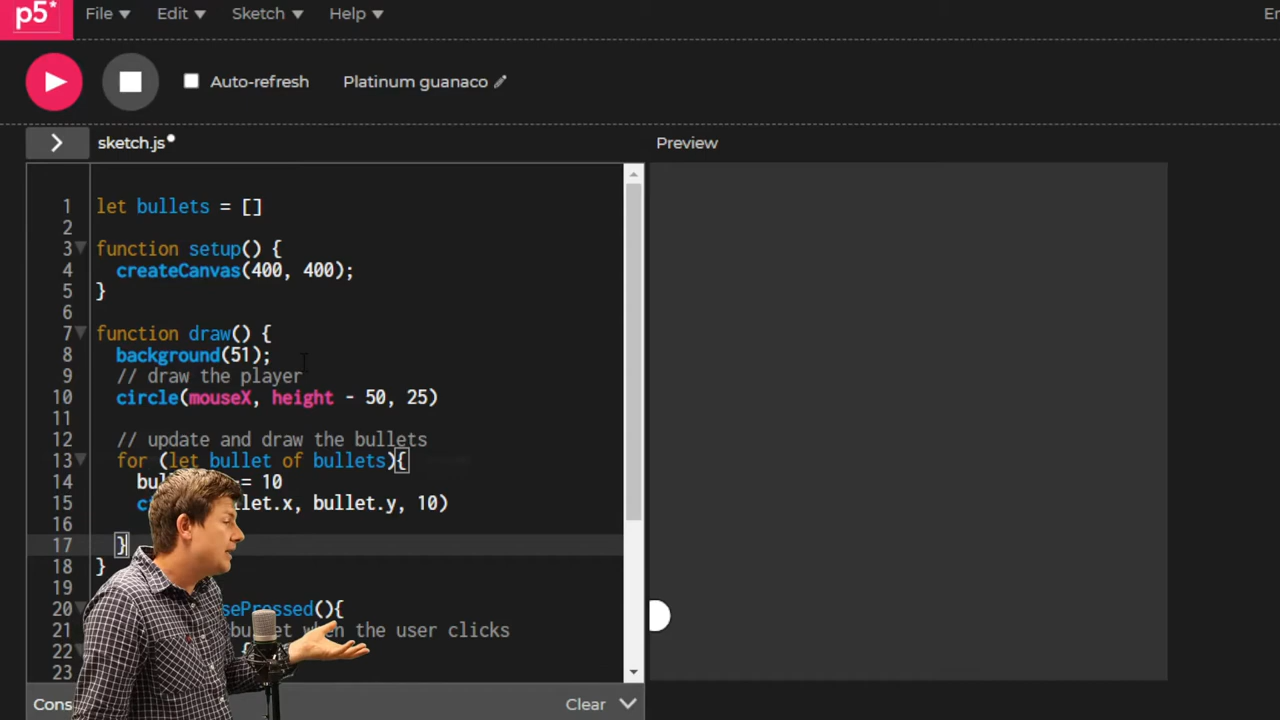 p5* File Edit Sketch Help En
Auto-refresh Platinum guanaco
sketch.js Preview
1 let bullets = []
2
3 function setup() {
4 createCanvas(400, 400);
5 }
6
7 function draw() {
8 background(51);
9 // draw the player
10 circle(mouseX, height - 50, 25)
11
12 // update and draw the bullets
13 for (let bullet of bullets){
14 = 10
15 bullet.y, 10)
16
17 }
18 }
19
20 (){
21 bullet when the user clicks
22 {
23
Clear